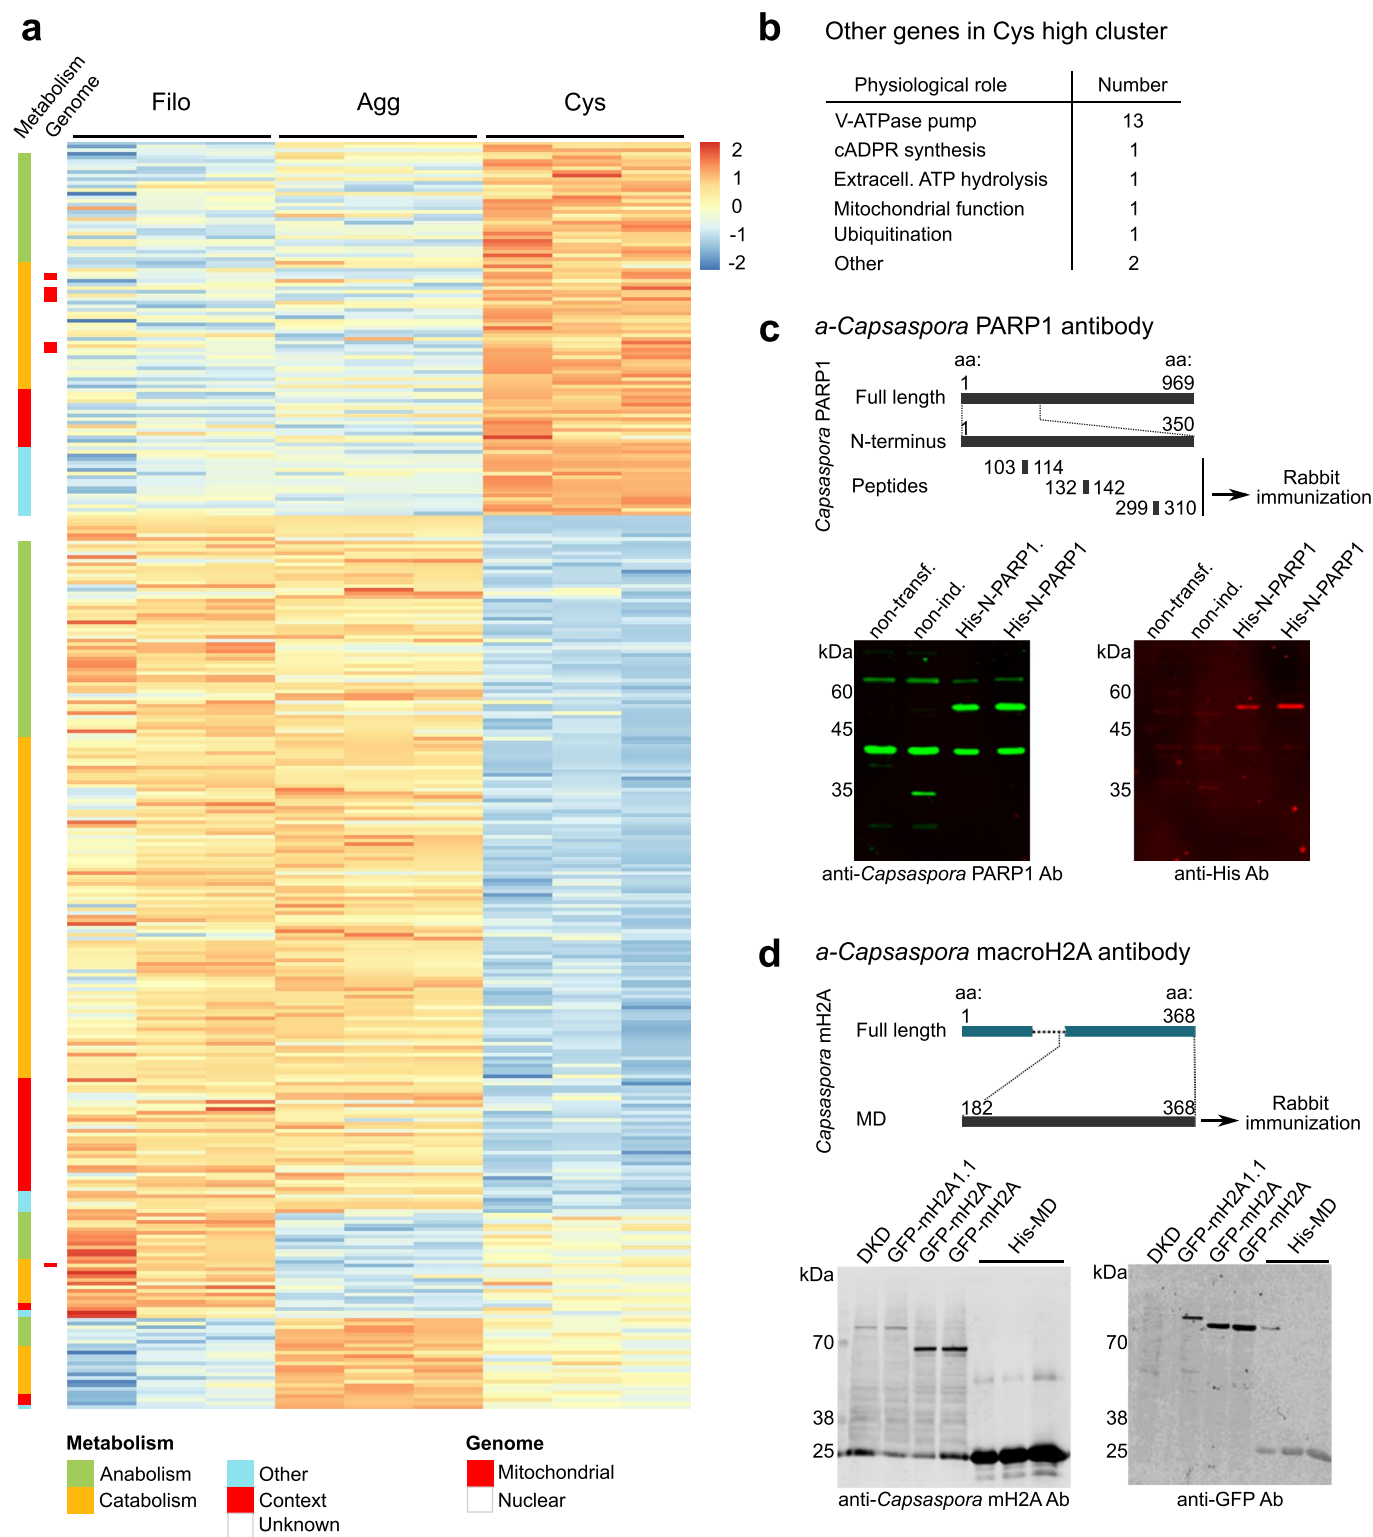 a
Metabolism
Genome
Filo
Agg
Cys
2
1
0
-1
-2
Metabolism
Anabolism
Catabolism
Other
Context
Unknown
Genome
Mitochondrial
Nuclear
b
Other genes in Cys high cluster
Physiological role Number
V-ATPase pump 13
cADPR synthesis 1
Extracell. ATP hydrolysis 1
Mitochondrial function 1
Ubiquitination 1
Other 2
c
a-Capsaspora PARP1 antibody
Capsaspora PARP1
aa: aa:
1 969
Full length
1 350
N-terminus
103 114
Peptides
132 142
299 310
Rabbit
immunization
non-transf.
non-ind.
His-N-PARP1.
His-N-PARP1
kDa
60
45
35
anti-Capsaspora PARP1 Ab
non-transf.
non-ind.
His-N-PARP1
His-N-PARP1
kDa
60
45
35
anti-His Ab
d
a-Capsaspora macroH2A antibody
Capsaspora mH2A
aa: aa:
1 368
Full length
182 368
MD
Rabbit
immunization
DKD
GFP-mH2A1.1
GFP-mH2A
GFP-mH2A
His-MD
kDa
70
38
25
anti-Capsaspora mH2A Ab
DKD
GFP-mH2A1.1
GFP-mH2A
GFP-mH2A
His-MD
kDa
70
38
25
anti-GFP Ab